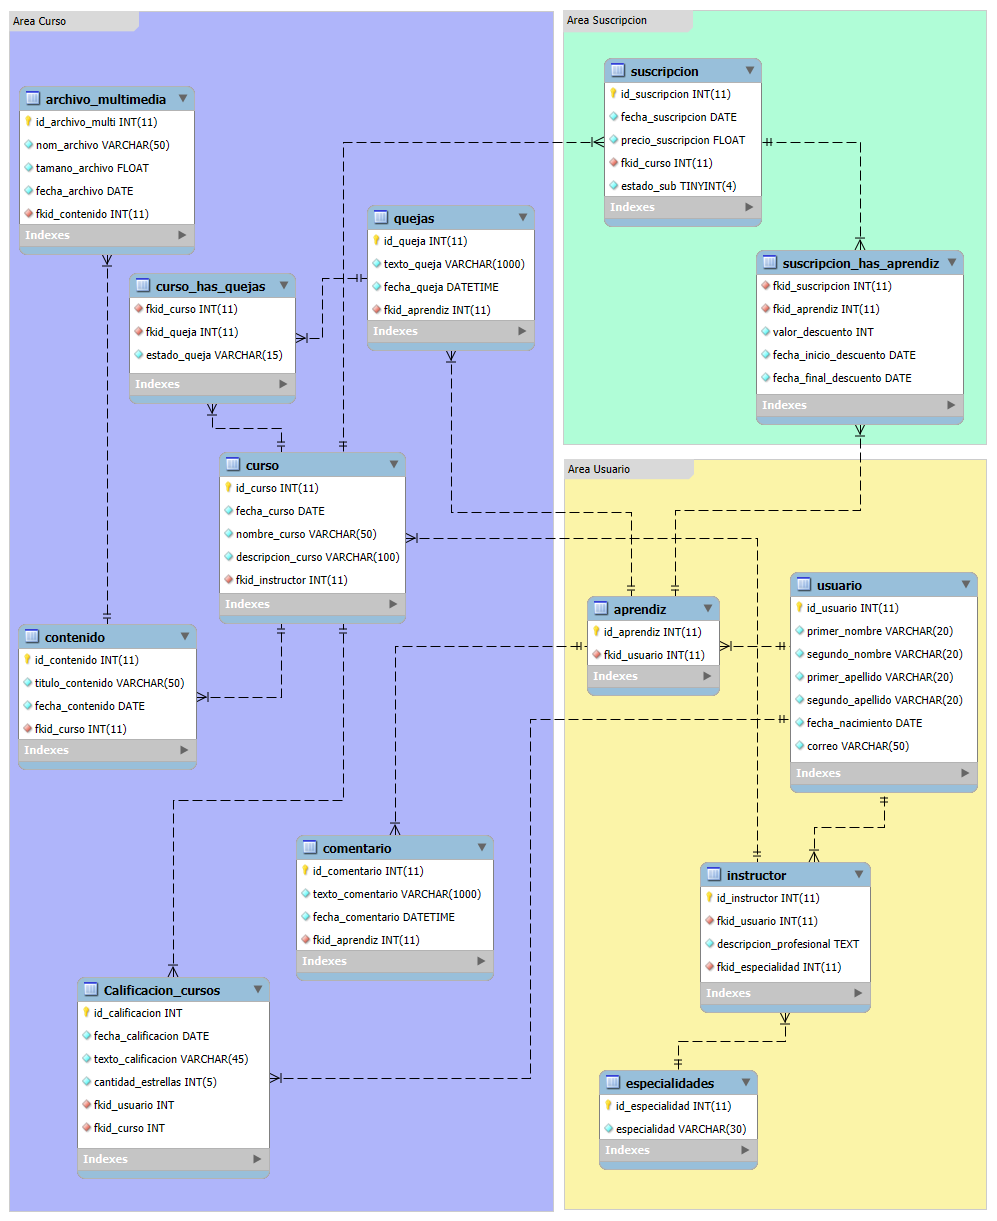 Area Curso
archivo_multimedia
id_archivo_multi INT(11)
nom_archivo VARCHAR(50)
tamano_archivo FLOAT
fecha_archivo DATE
fkid_contenido INT(11)
Indexes
quejas
id_queja INT(11)
texto_queja VARCHAR(1000)
fecha_queja DATETIME
fkid_aprendiz INT(11)
Indexes
curso_has_quejas
fkid_curso INT(11)
fkid_queja INT(11)
estado_queja VARCHAR(15)
Indexes
curso
id_curso INT(11)
fecha_curso DATE
nombre_curso VARCHAR(50)
descripcion_curso VARCHAR(100)
fkid_instructor INT(11)
Indexes
contenido
id_contenido INT(11)
titulo_contenido VARCHAR(50)
fecha_contenido DATE
fkid_curso INT(11)
Indexes
comentario
id_comentario INT(11)
texto_comentario VARCHAR(1000)
fecha_comentario DATETIME
fkid_aprendiz INT(11)
Indexes
Calificacion_cursos
id_calificacion INT
fecha_calificacion DATE
texto_calificacion VARCHAR(45)
cantidad_estrellas INT(5)
fkid_usuario INT
fkid_curso INT
Indexes
Area Suscripcion
suscripcion
id_suscripcion INT(11)
fecha_suscripcion DATE
precio_suscripcion FLOAT
fkid_curso INT(11)
estado_sub TINYINT(4)
Indexes
suscripcion_has_aprendiz
fkid_suscripcion INT(11)
fkid_aprendiz INT(11)
valor_descuento INT
fecha_inicio_descuento DATE
fecha_final_descuento DATE
Indexes
Area Usuario
aprendiz
id_aprendiz INT(11)
fkid_usuario INT(11)
Indexes
usuario
id_usuario INT(11)
primer_nombre VARCHAR(20)
segundo_nombre VARCHAR(20)
primer_apellido VARCHAR(20)
segundo_apellido VARCHAR(20)
fecha_nacimiento DATE
correo VARCHAR(50)
Indexes
instructor
id_instructor INT(11)
fkid_usuario INT(11)
descripcion_profesional TEXT
fkid_especialidad INT(11)
Indexes
especialidades
id_especialidad INT(11)
especialidad VARCHAR(30)
Indexes